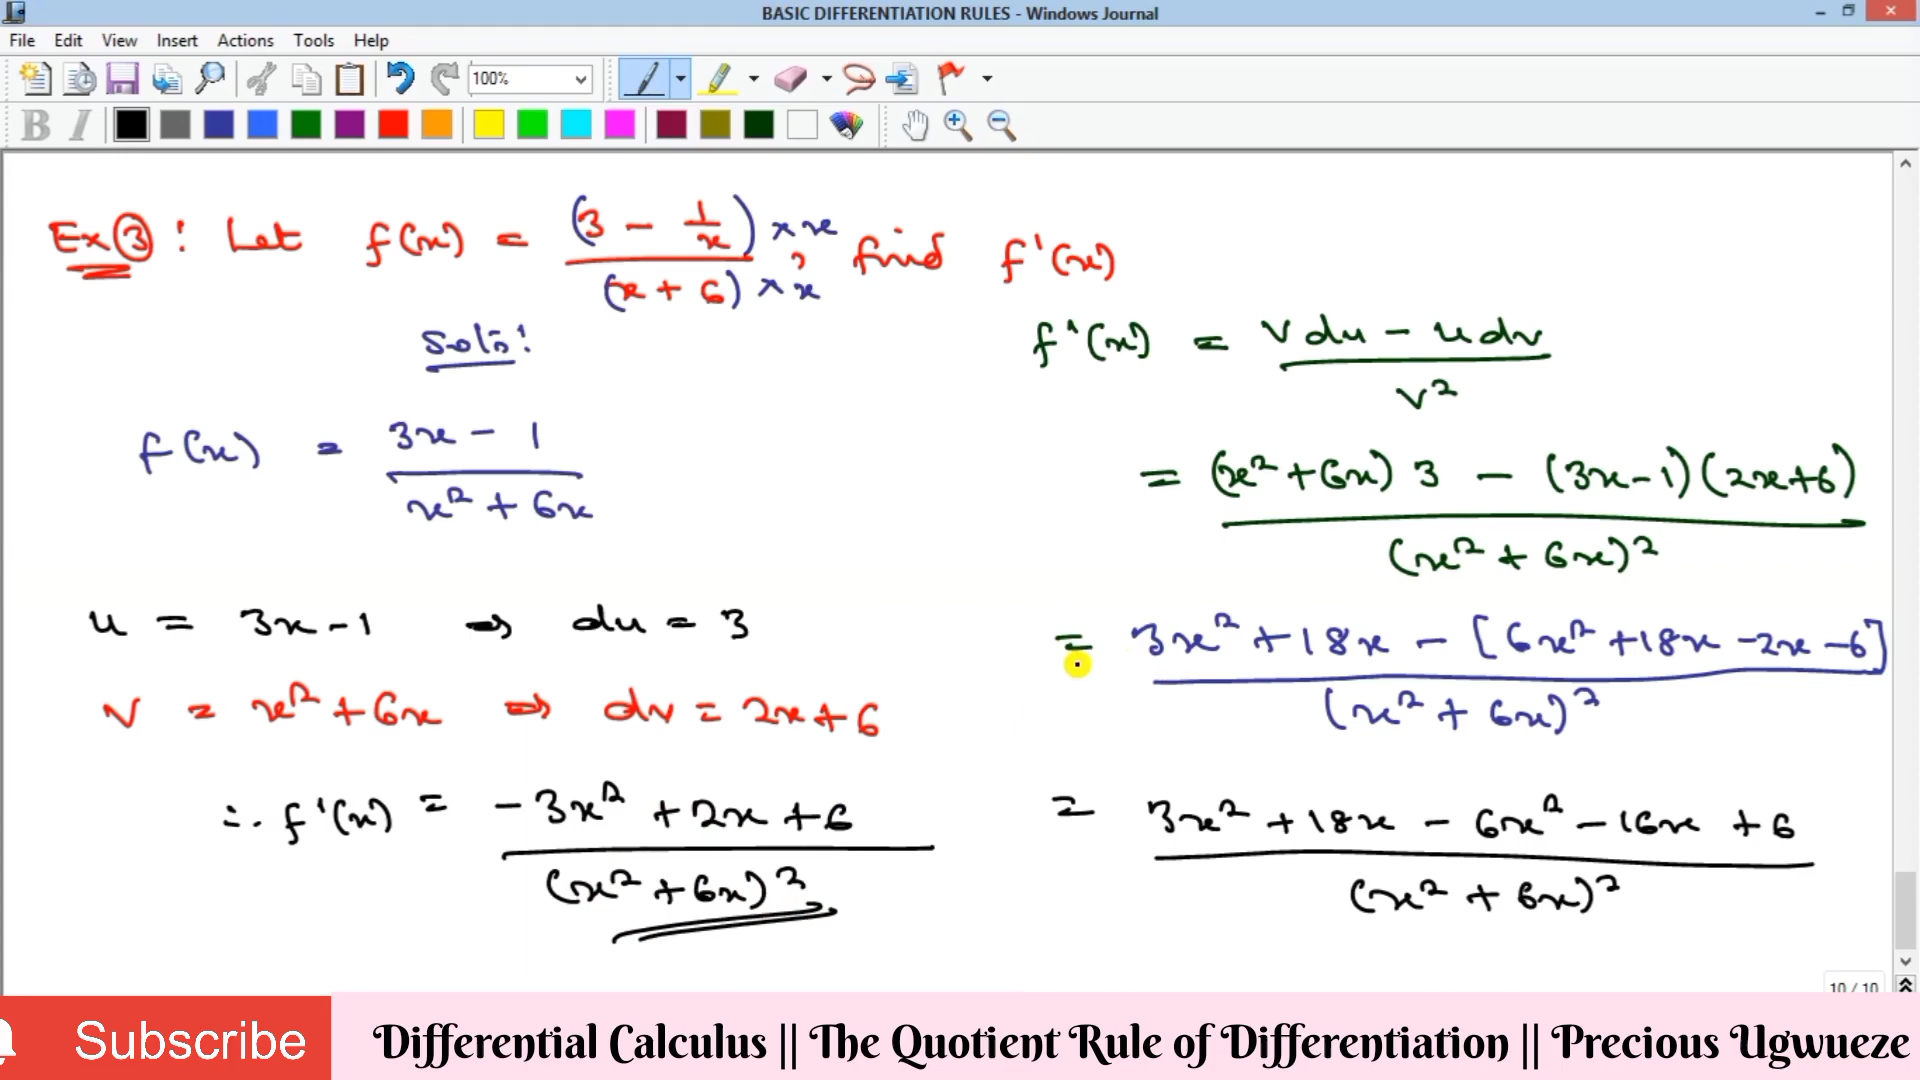 BASIC DIFFERENTIATION RULES - Windows Journal
File Edit View Insert Actions Tools Help
100%
B I
Ex③: Let f(x) = (3 - 1/x) × x / (x + 6) × x, find f'(x)
Soln:
f(x) = 3x - 1 / x² + 6x
u = 3x - 1 ⇒ du = 3
v = x² + 6x ⇒ dv = 2x + 6
∴ f'(x) = -3x² + 2x + 6 / (x² + 6x)²
f'(x) = vdu - udv / v²
= (x² + 6x) 3 - (3x-1)(2x+6) / (x² + 6x)²
= 3x² + 18x - [6x² + 18x - 2x - 6] / (x² + 6x)²
= 3x² + 18x - 6x² - 16x + 6 / (x² + 6x)²
10 / 10
Subscribe
Differential Calculus || The Quotient Rule of Differentiation || Precious Ugwueze